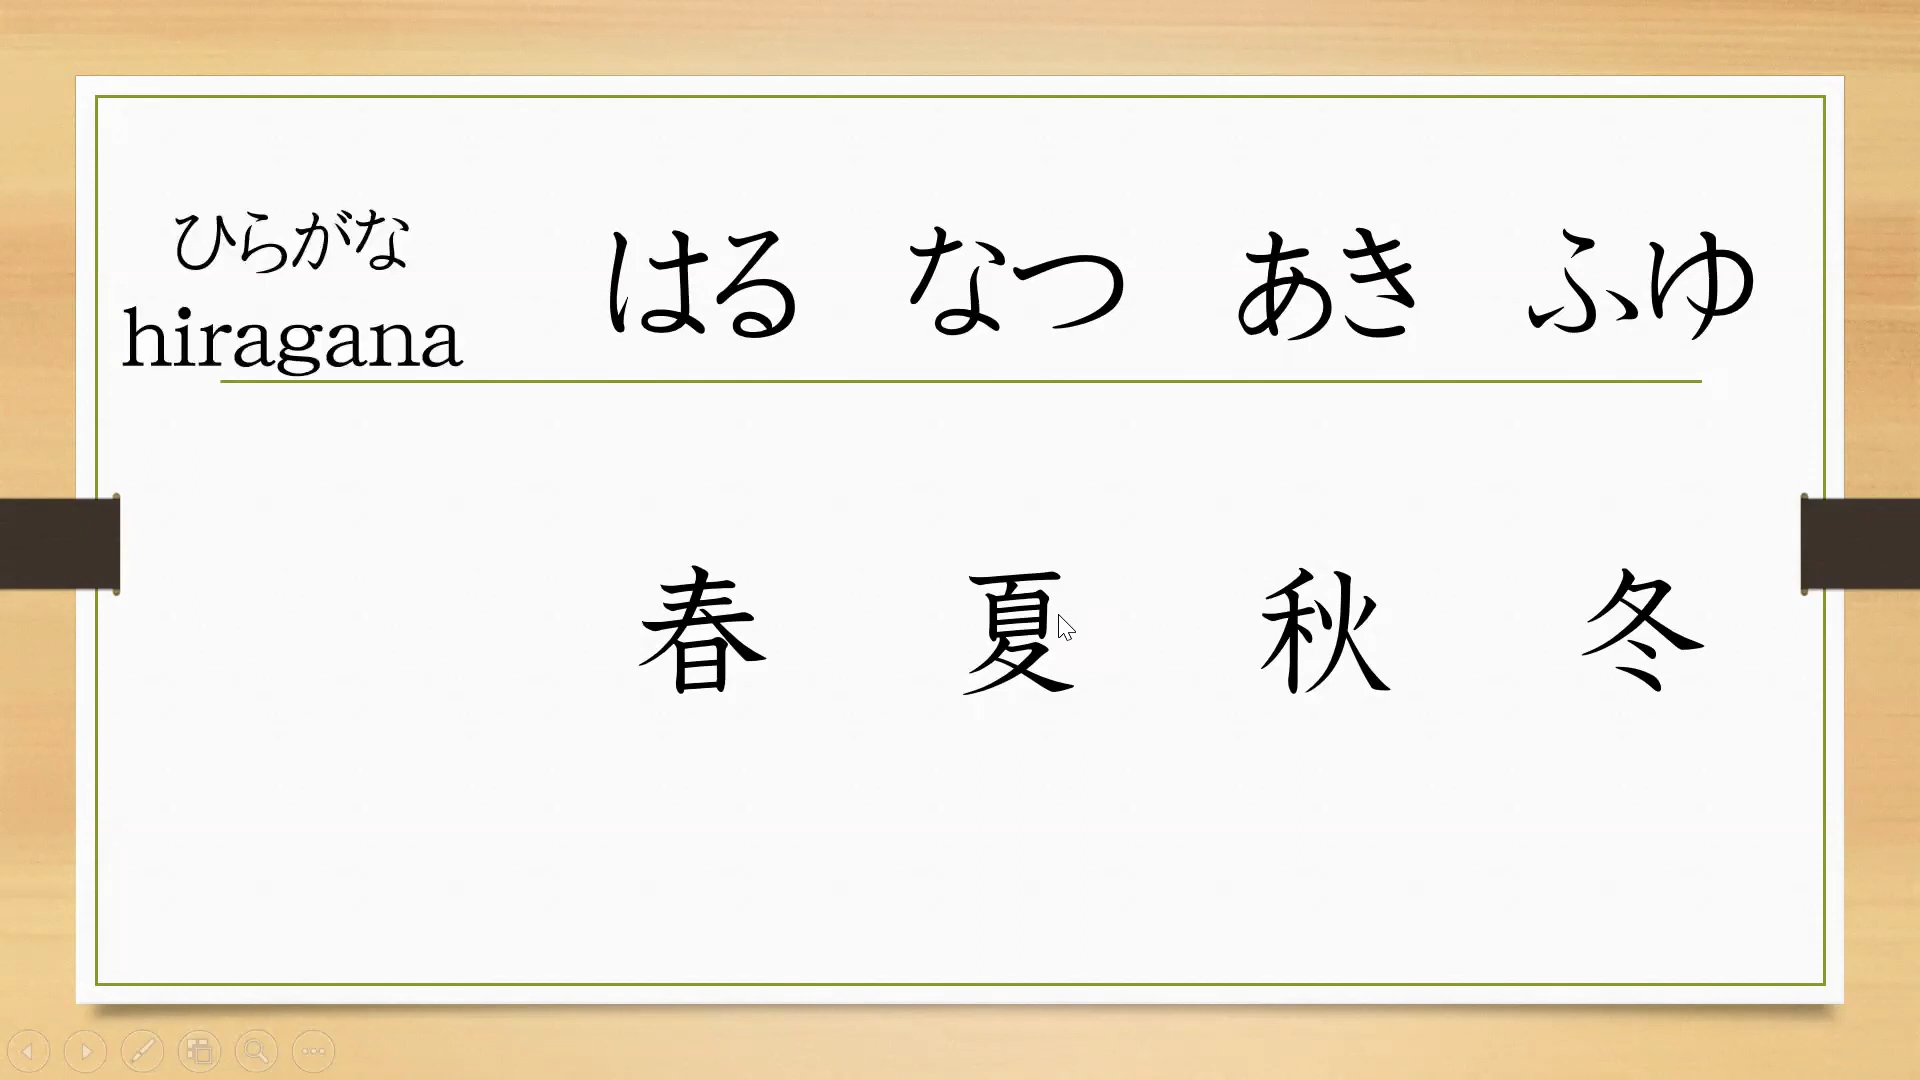 ひらがな
hiragana
はる なつ あき ふゆ
春 夏 秋 冬